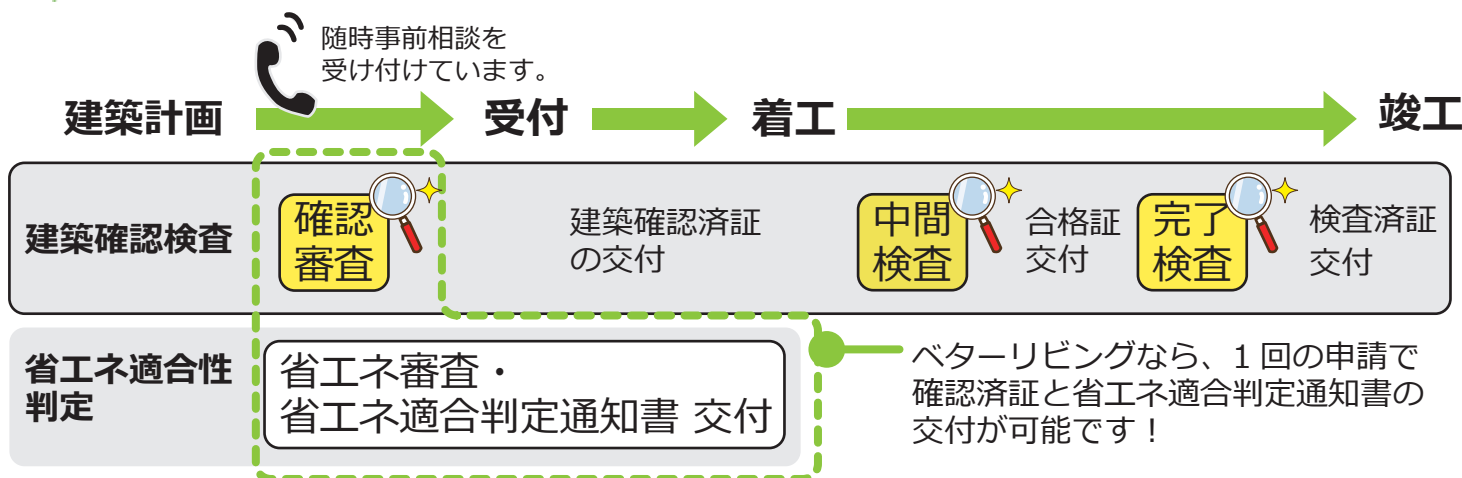 随時事前相談を
受け付けています。
建築計画
受付
着工
竣工
建築確認検査
確認
審査
建築確認済証
の交付
中間
検査
合格証
交付
完了
検査
検査済証
交付
省エネ適合性
判定
省エネ審査・
省エネ適合判定通知書 交付
ベターリビングなら、1 回の申請で
確認済証と省エネ適合判定通知書の
交付が可能です！